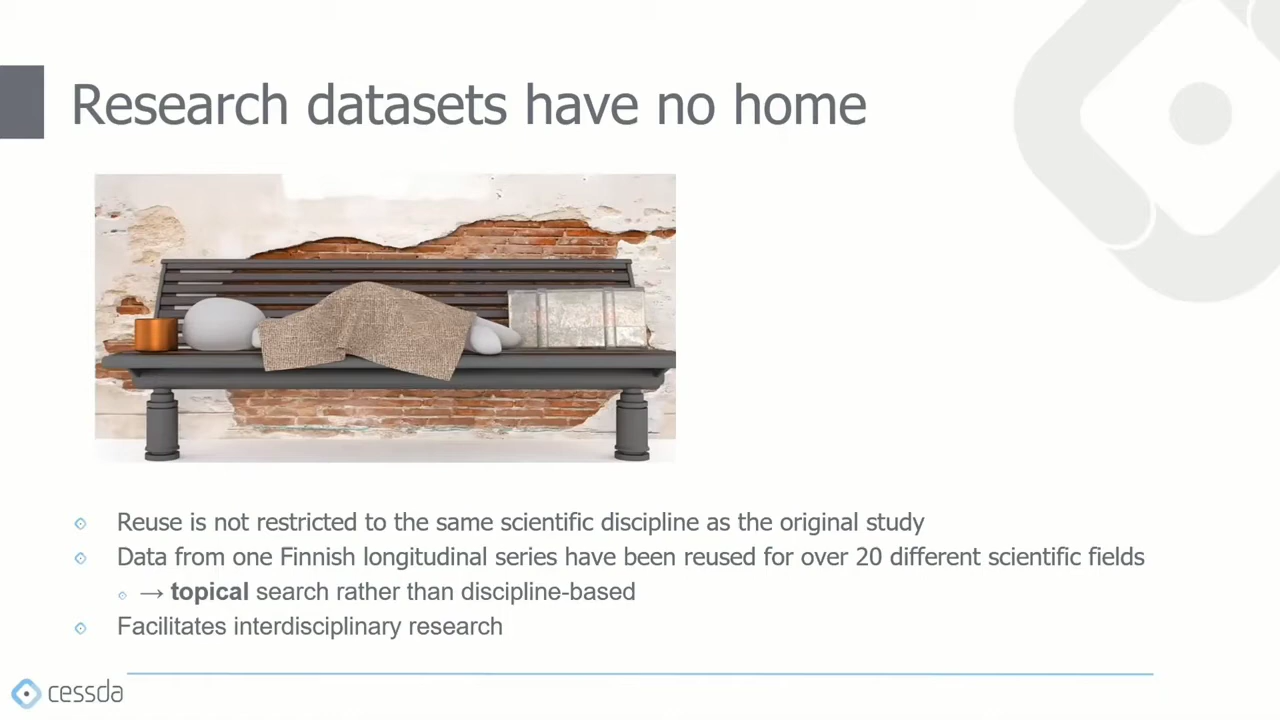 Research datasets have no home
Reuse is not restricted to the same scientific discipline as the original study
Data from one Finnish longitudinal series have been reused for over 20 different scientific fields
→ topical search rather than discipline-based
Facilitates interdisciplinary research
cessda